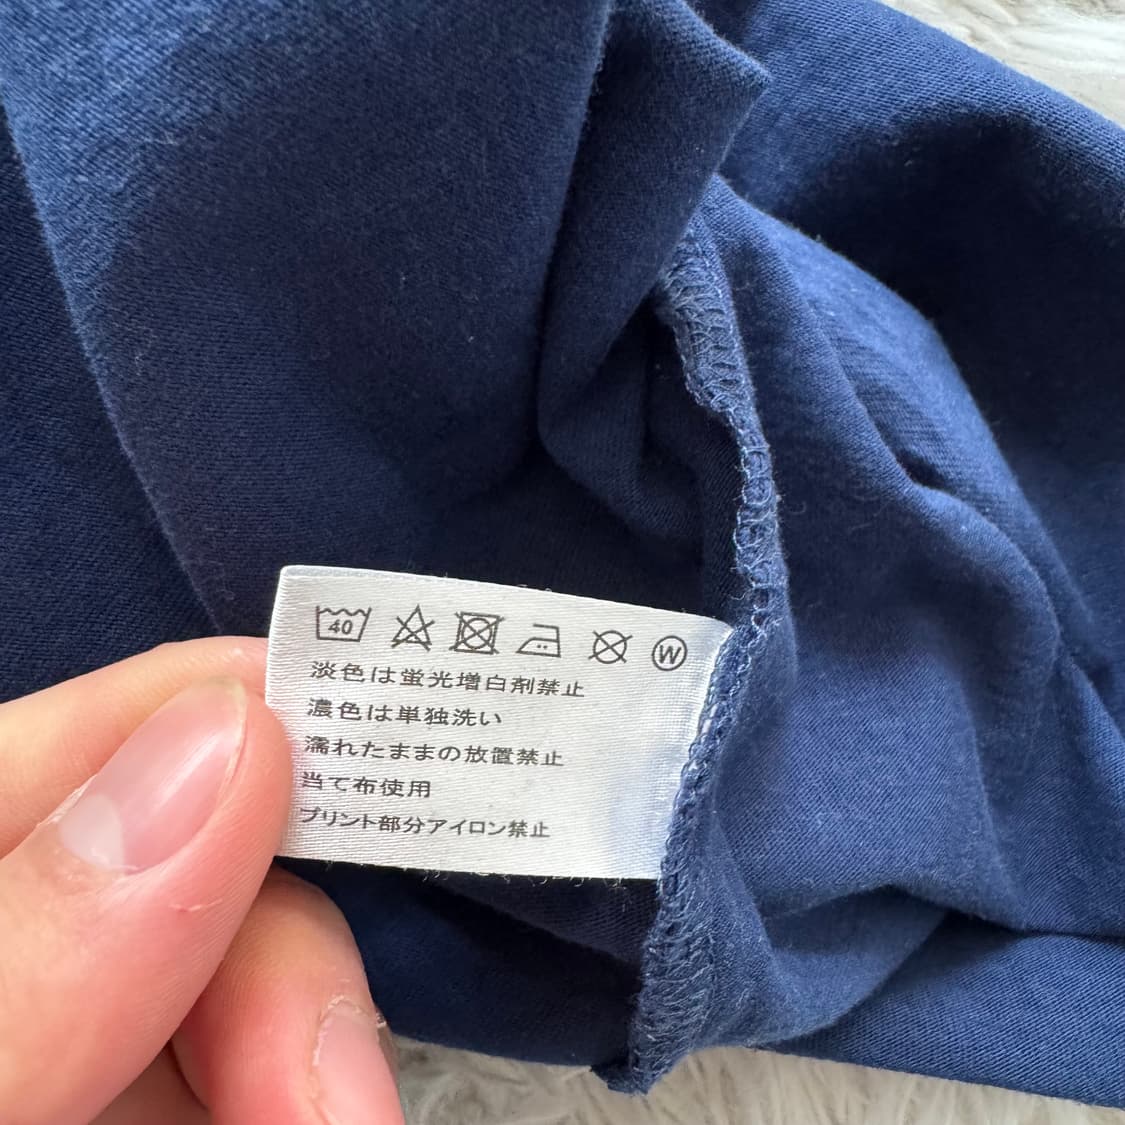 40 W
淡色は蛍光増白剤禁止
濃色は単独洗い
濡れたままの放置禁止
当て布使用
プリント部分アイロン禁止